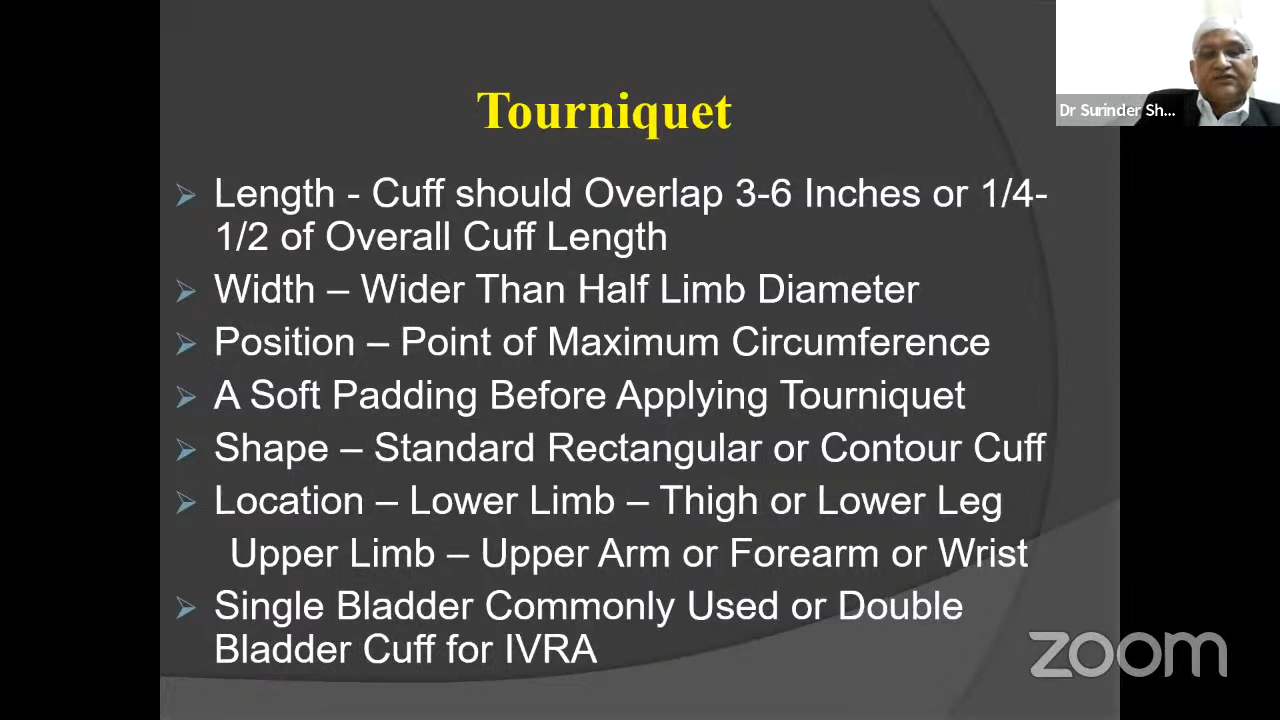 Tourniquet
Dr Surinder Sh...
Length - Cuff should Overlap 3-6 Inches or 1/4-
1/2 of Overall Cuff Length
Width – Wider Than Half Limb Diameter
Position – Point of Maximum Circumference
A Soft Padding Before Applying Tourniquet
Shape – Standard Rectangular or Contour Cuff
Location – Lower Limb – Thigh or Lower Leg
Upper Limb – Upper Arm or Forearm or Wrist
Single Bladder Commonly Used or Double
Bladder Cuff for IVRA
zoom